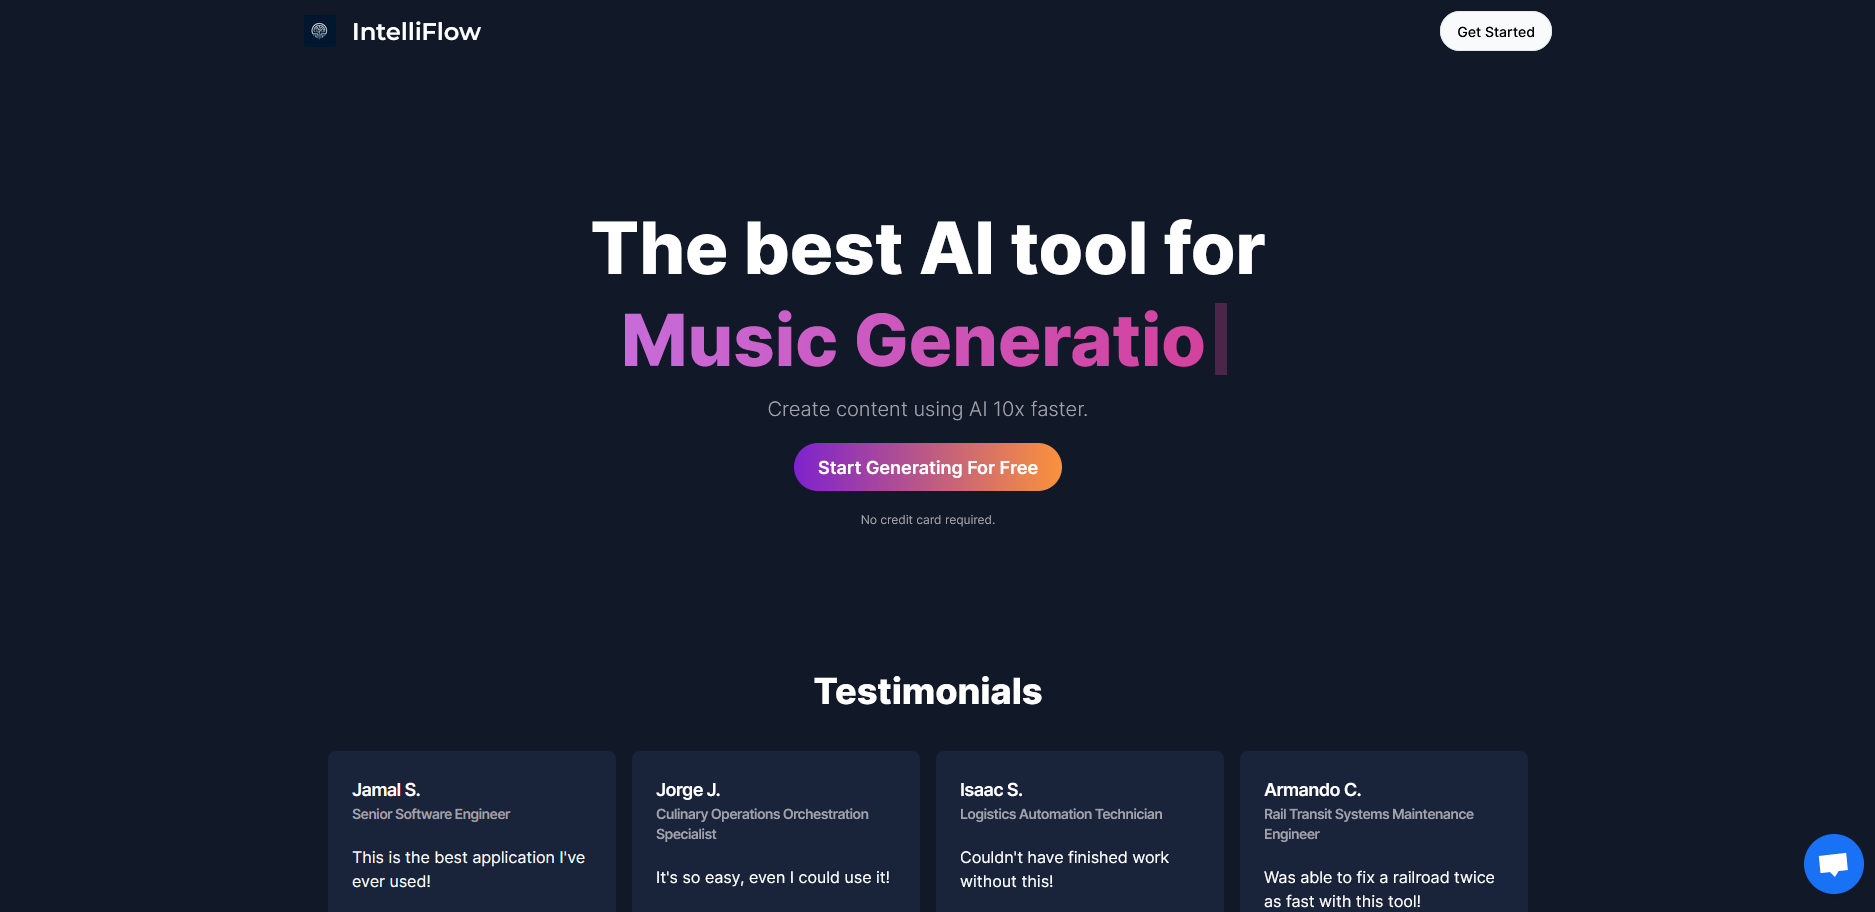 IntelliFlow
Get Started
The best AI tool for
Music Generatio
Create content using AI 10x faster.
Start Generating For Free
No credit card required.
Testimonials
Jamal S.
Senior Software Engineer
This is the best application I've
ever used!
Jorge J.
Culinary Operations Orchestration
Specialist
It's so easy, even I could use it!
Isaac S.
Logistics Automation Technician
Couldn't have finished work
without this!
Armando C.
Rail Transit Systems Maintenance
Engineer
Was able to fix a railroad twice
as fast with this tool!